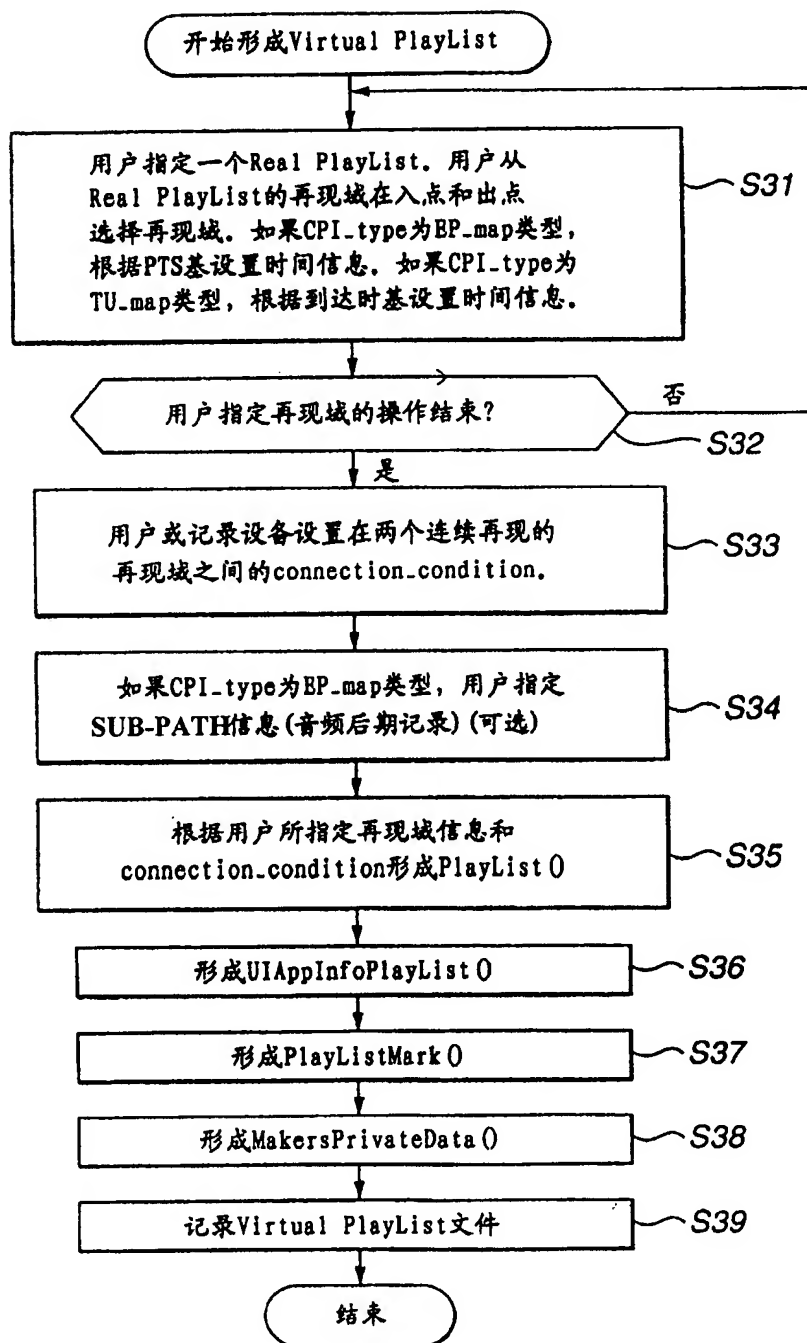 开始形成Virtual PlayList
用户指定一个Real PlayList. 用户从
Real PlayList的再现域在入点和出点
选择再现域. 如果CPI_type为EP_map类型,
根据PTS基设置时间信息. 如果CPI_type为
TU_map类型, 根据到达时基设置时间信息.
S31
用户指定再现域的操作结束?
否
S32
是
用户或记录设备设置在两个连续再现的
再现域之间的connection_condition.
S33
如果CPI_type为EP_map类型, 用户指定
SUB-PATH信息(音频后期记录)(可选)
S34
根据用户所指定再现域信息和
connection_condition形成PlayList()
S35
形成UIAppInfoPlayList()
S36
形成PlayListMark()
S37
形成MakersPrivateData()
S38
记录Virtual PlayList文件
S39
结束